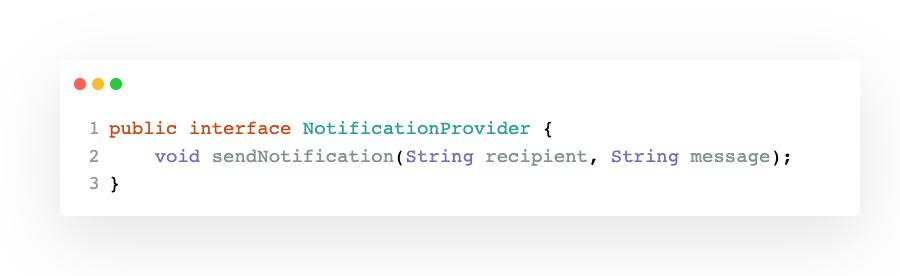 1 public interface NotificationProvider {
2     void sendNotification(String recipient, String message);
3 }